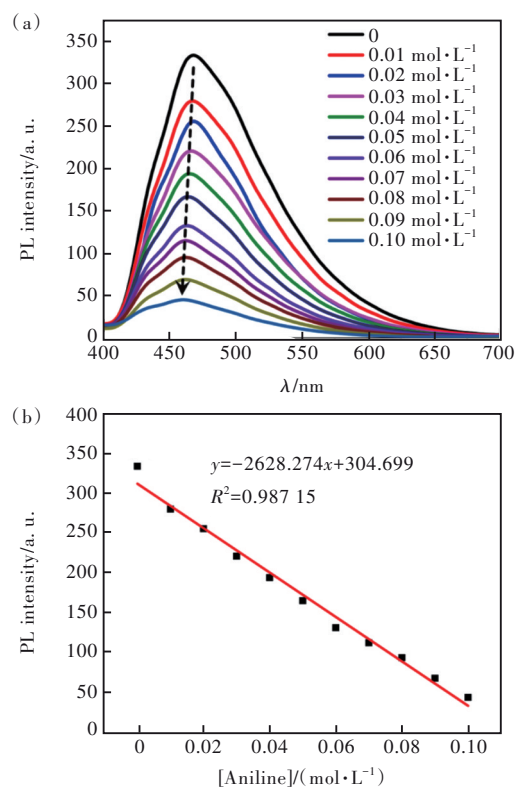 (a)
350
300
250
200
150
100
50
0
PL intensity/a. u.
0
0.01 mol·L⁻¹
0.02 mol·L⁻¹
0.03 mol·L⁻¹
0.04 mol·L⁻¹
0.05 mol·L⁻¹
0.06 mol·L⁻¹
0.07 mol·L⁻¹
0.08 mol·L⁻¹
0.09 mol·L⁻¹
0.10 mol·L⁻¹
400 450 500 550 600 650 700
λ/nm
(b)
400
350
300
250
200
150
100
50
0
PL intensity/a. u.
y=−2628.274x+304.699
R²=0.987 15
0 0.02 0.04 0.06 0.08 0.10
[Aniline]/(mol·L⁻¹)